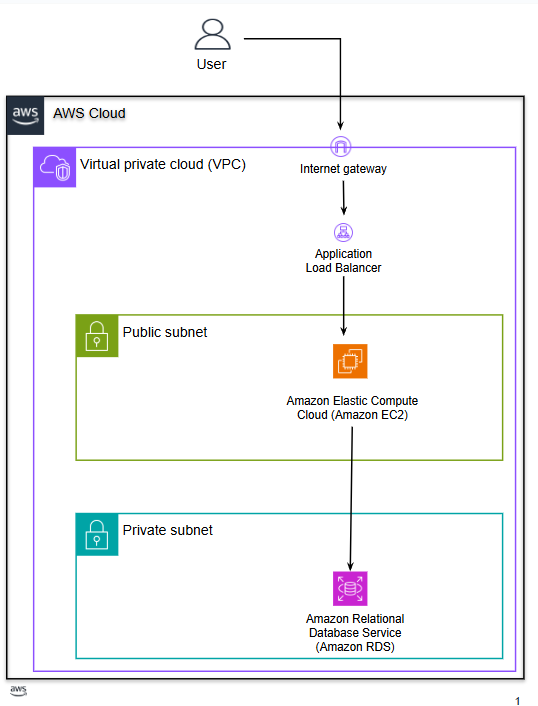 User
aws
AWS Cloud
Virtual private cloud (VPC)
Internet gateway
Application
Load Balancer
Public subnet
Amazon Elastic Compute
Cloud (Amazon EC2)
Private subnet
Amazon Relational
Database Service
(Amazon RDS)
aws
1